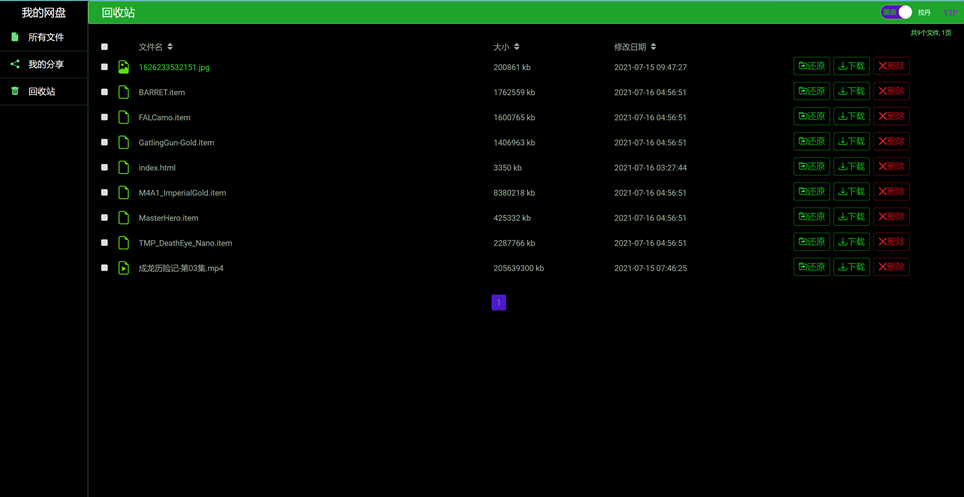 我的网盘
所有文件
我的分享
回收站
回收站
拉丹
VIP
共9个文件, 1页
文件名 大小 修改日期
1626233532151.jpg 200861 kb 2021-07-15 09:47:27 还原 下载 删除
BARRET.item 1762559 kb 2021-07-16 04:56:51 还原 下载 删除
FALCamo.item 1600765 kb 2021-07-16 04:56:51 还原 下载 删除
GatlingGun-Gold.item 1406963 kb 2021-07-16 04:56:51 还原 下载 删除
index.html 3350 kb 2021-07-16 03:27:44 还原 下载 删除
M4A1_ImperialGold.item 8380218 kb 2021-07-16 04:56:51 还原 下载 删除
MasterHero.item 425332 kb 2021-07-16 04:56:51 还原 下载 删除
TMP_DeathEye_Nano.item 2287766 kb 2021-07-16 04:56:51 还原 下载 删除
成龙历险记-第03集.mp4 205639300 kb 2021-07-15 07:46:25 还原 下载 删除
1